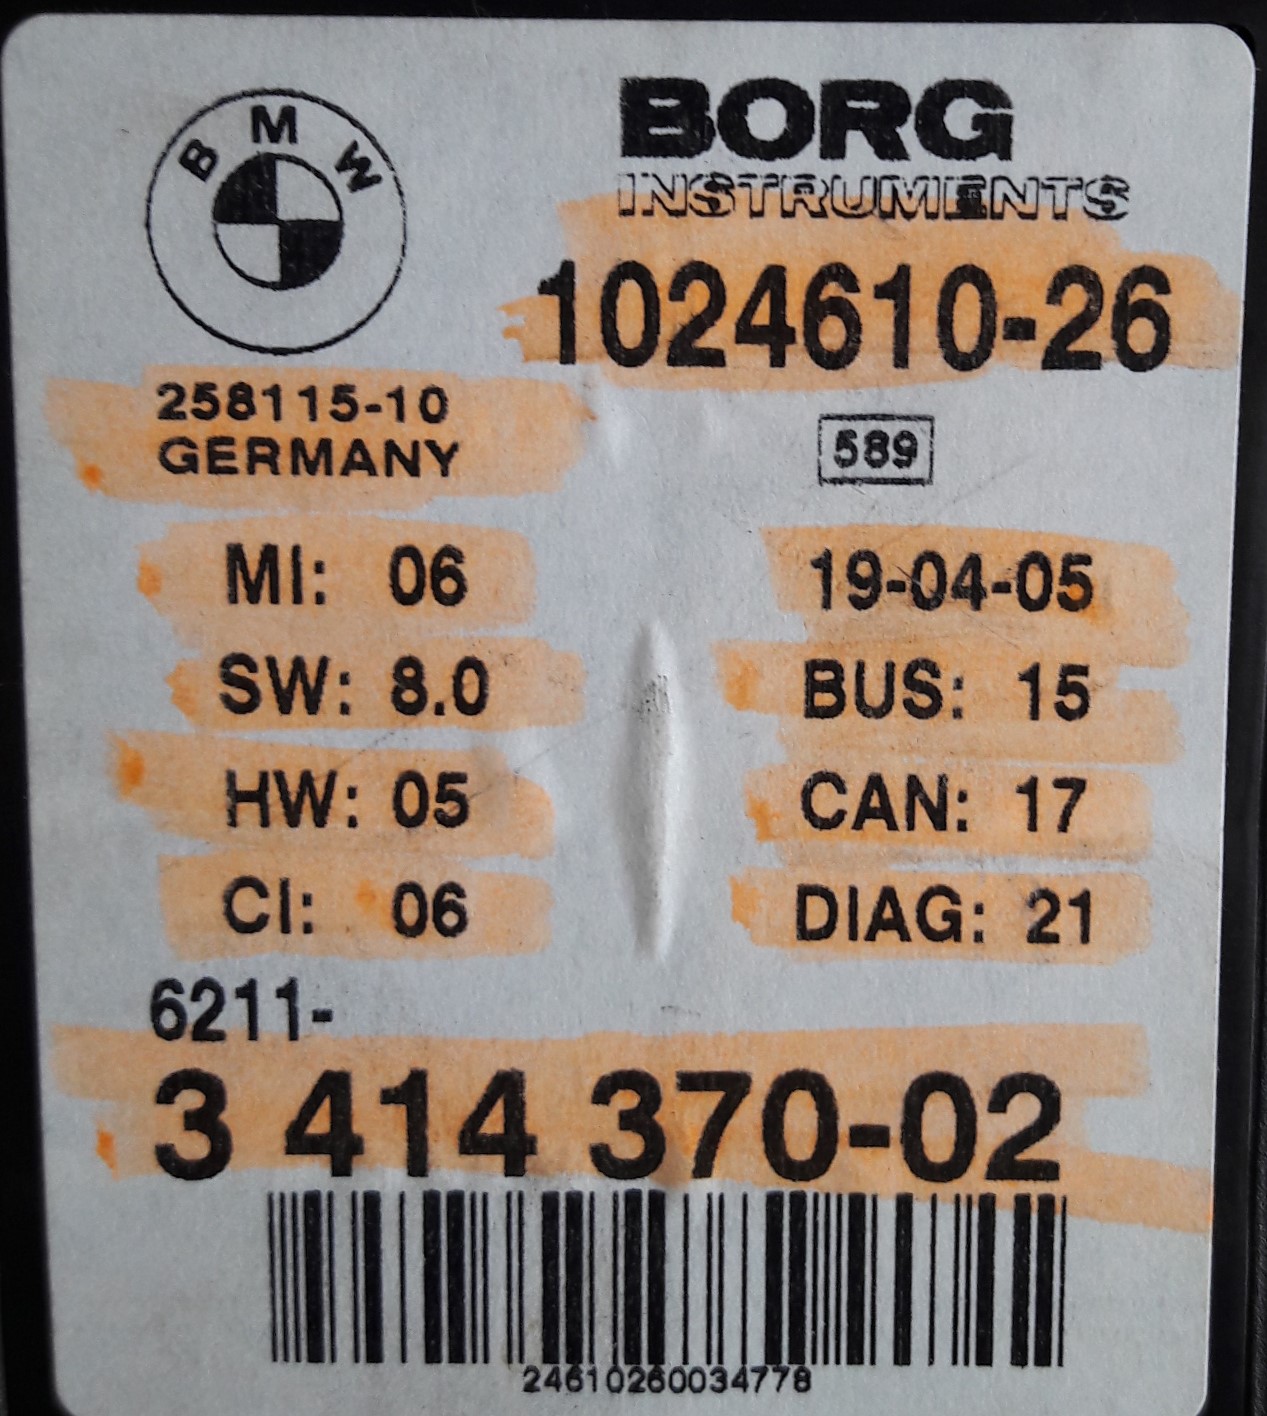 BMW
BORG
INSTRUMENTS
1024610-26
258115-10
GERMANY
589
MI: 06
19-04-05
SW: 8.0
BUS: 15
HW: 05
CAN: 17
CI: 06
DIAG: 21
6211-
3 414 370-02
24610260034778